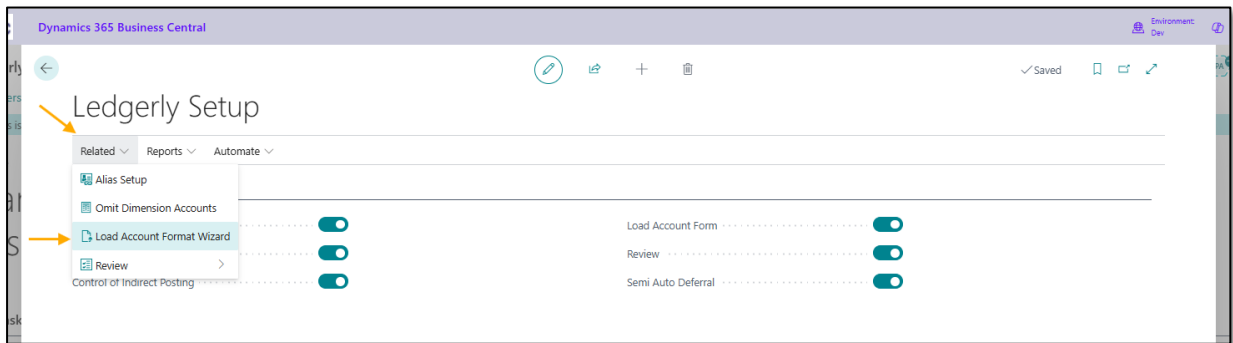 Dynamics 365 Business Central
Environment:
Dev
Saved
Ledgerly Setup
Related
Reports
Automate
Alias Setup
Omit Dimension Accounts
Load Account Format Wizard
Review
Control of Indirect Posting
Load Account Form
Review
Semi Auto Deferral